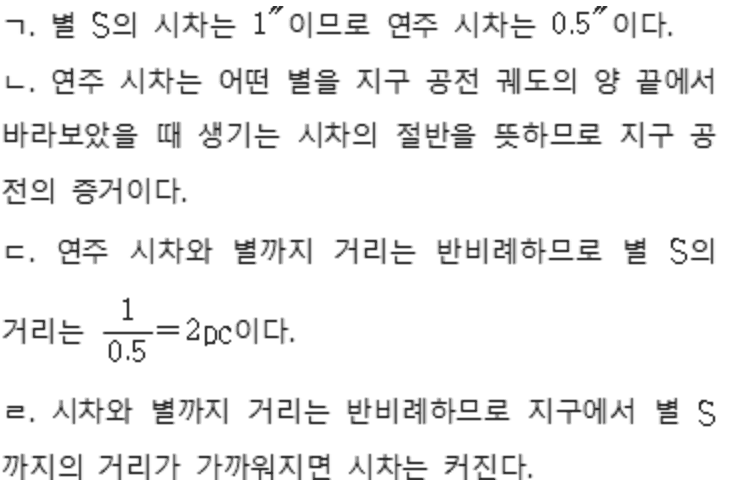 ㄱ. 별 S의 시차는 1″이므로 연주 시차는 0.5″이다.
ㄴ. 연주 시차는 어떤 별을 지구 공전 궤도의 양 끝에서
바라보았을 때 생기는 시차의 절반을 뜻하므로 지구 공
전의 증거이다.
ㄷ. 연주 시차와 별까지 거리는 반비례하므로 별 S의
거리는 1/0.5=2pc이다.
ㄹ. 시차와 별까지 거리는 반비례하므로 지구에서 별 S
까지의 거리가 가까워지면 시차는 커진다.